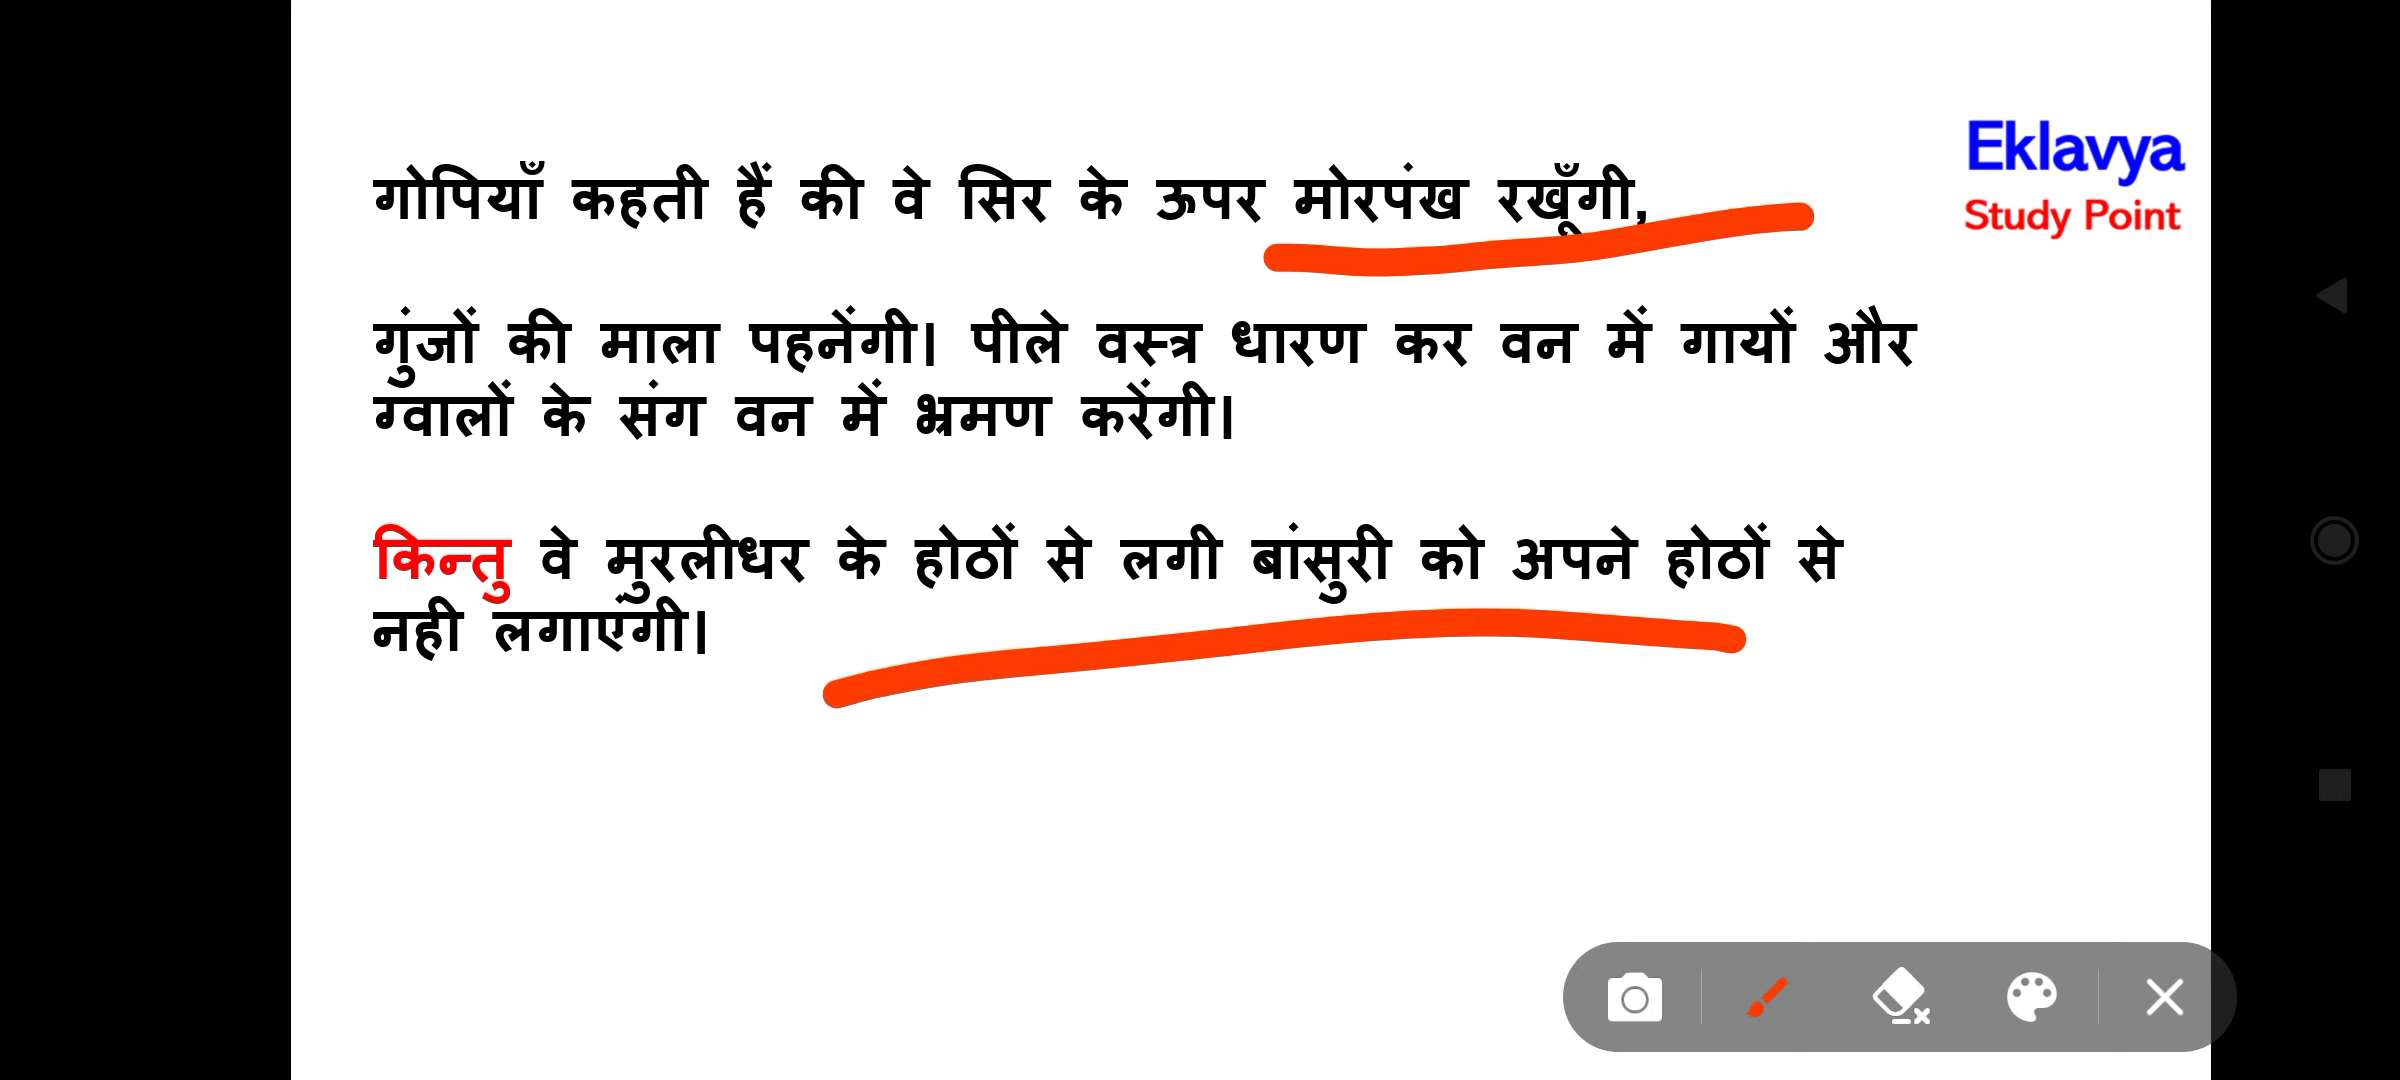 गोपियाँ कहती हैं की वे सिर के ऊपर मोरपंख रखूँगी,
Eklavya
Study Point
गुंजों की माला पहनेंगी। पीले वस्त्र धारण कर वन में गायों और
ग्वालों के संग वन में भ्रमण करेंगी।
किन्तु वे मुरलीधर के होठों से लगी बांसुरी को अपने होठों से
नही लगाएंगी।